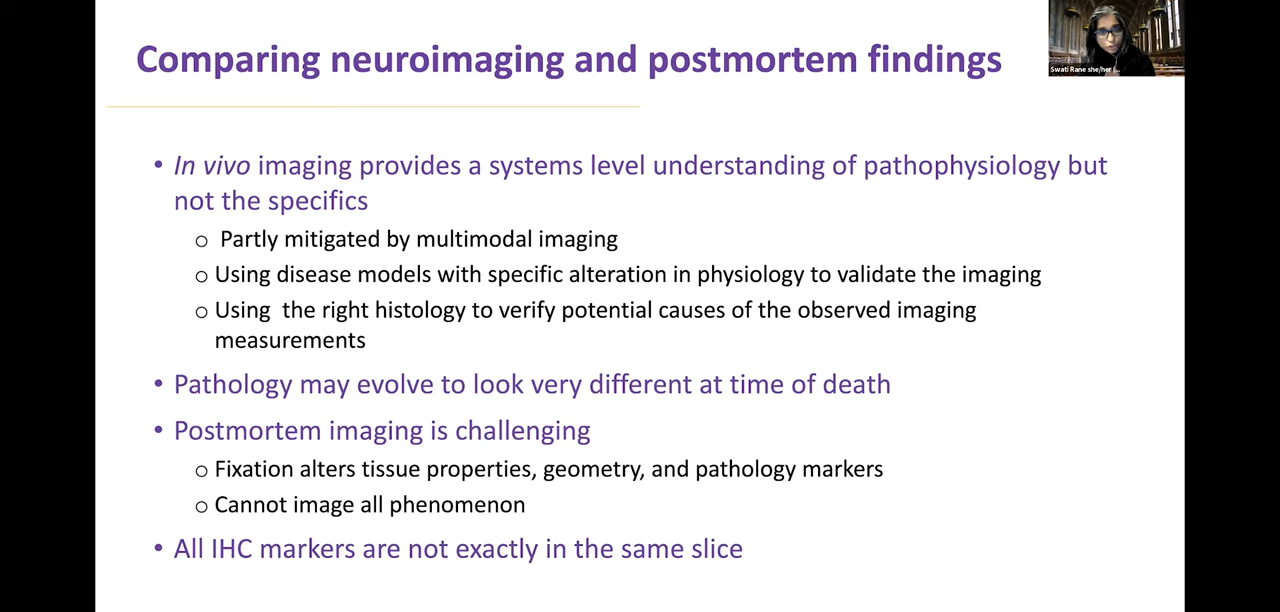 Comparing neuroimaging and postmortem findings
Swati Rane she/her (...
• In vivo imaging provides a systems level understanding of pathophysiology but
not the specifics
o Partly mitigated by multimodal imaging
o Using disease models with specific alteration in physiology to validate the imaging
o Using the right histology to verify potential causes of the observed imaging
measurements
• Pathology may evolve to look very different at time of death
• Postmortem imaging is challenging
o Fixation alters tissue properties, geometry, and pathology markers
o Cannot image all phenomenon
• All IHC markers are not exactly in the same slice